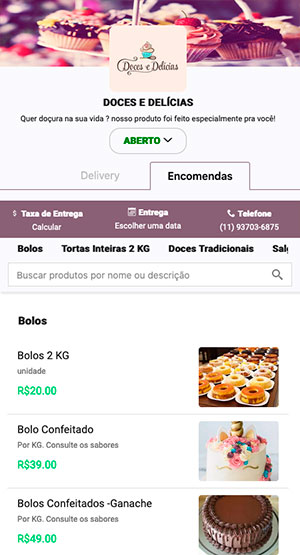 Doces e Delícias
DOCES E DELÍCIAS
Quer doçura na sua vida ? nosso produto foi feito especialmente pra você!
ABERTO
Delivery
Encomendas
$ Taxa de Entrega
Calcular
Entrega
Escolher uma data
Telefone
(11) 93703-6875
Bolos
Tortas Inteiras 2 KG
Doces Tradicionais
Salg
Buscar produtos por nome ou descrição
Bolos
Bolos 2 KG
unidade
R$20.00
Bolo Confeitado
Por KG. Consulte os sabores
R$39.00
Bolos Confeitados -Ganache
Por KG. Consulte os sabores
R$49.00